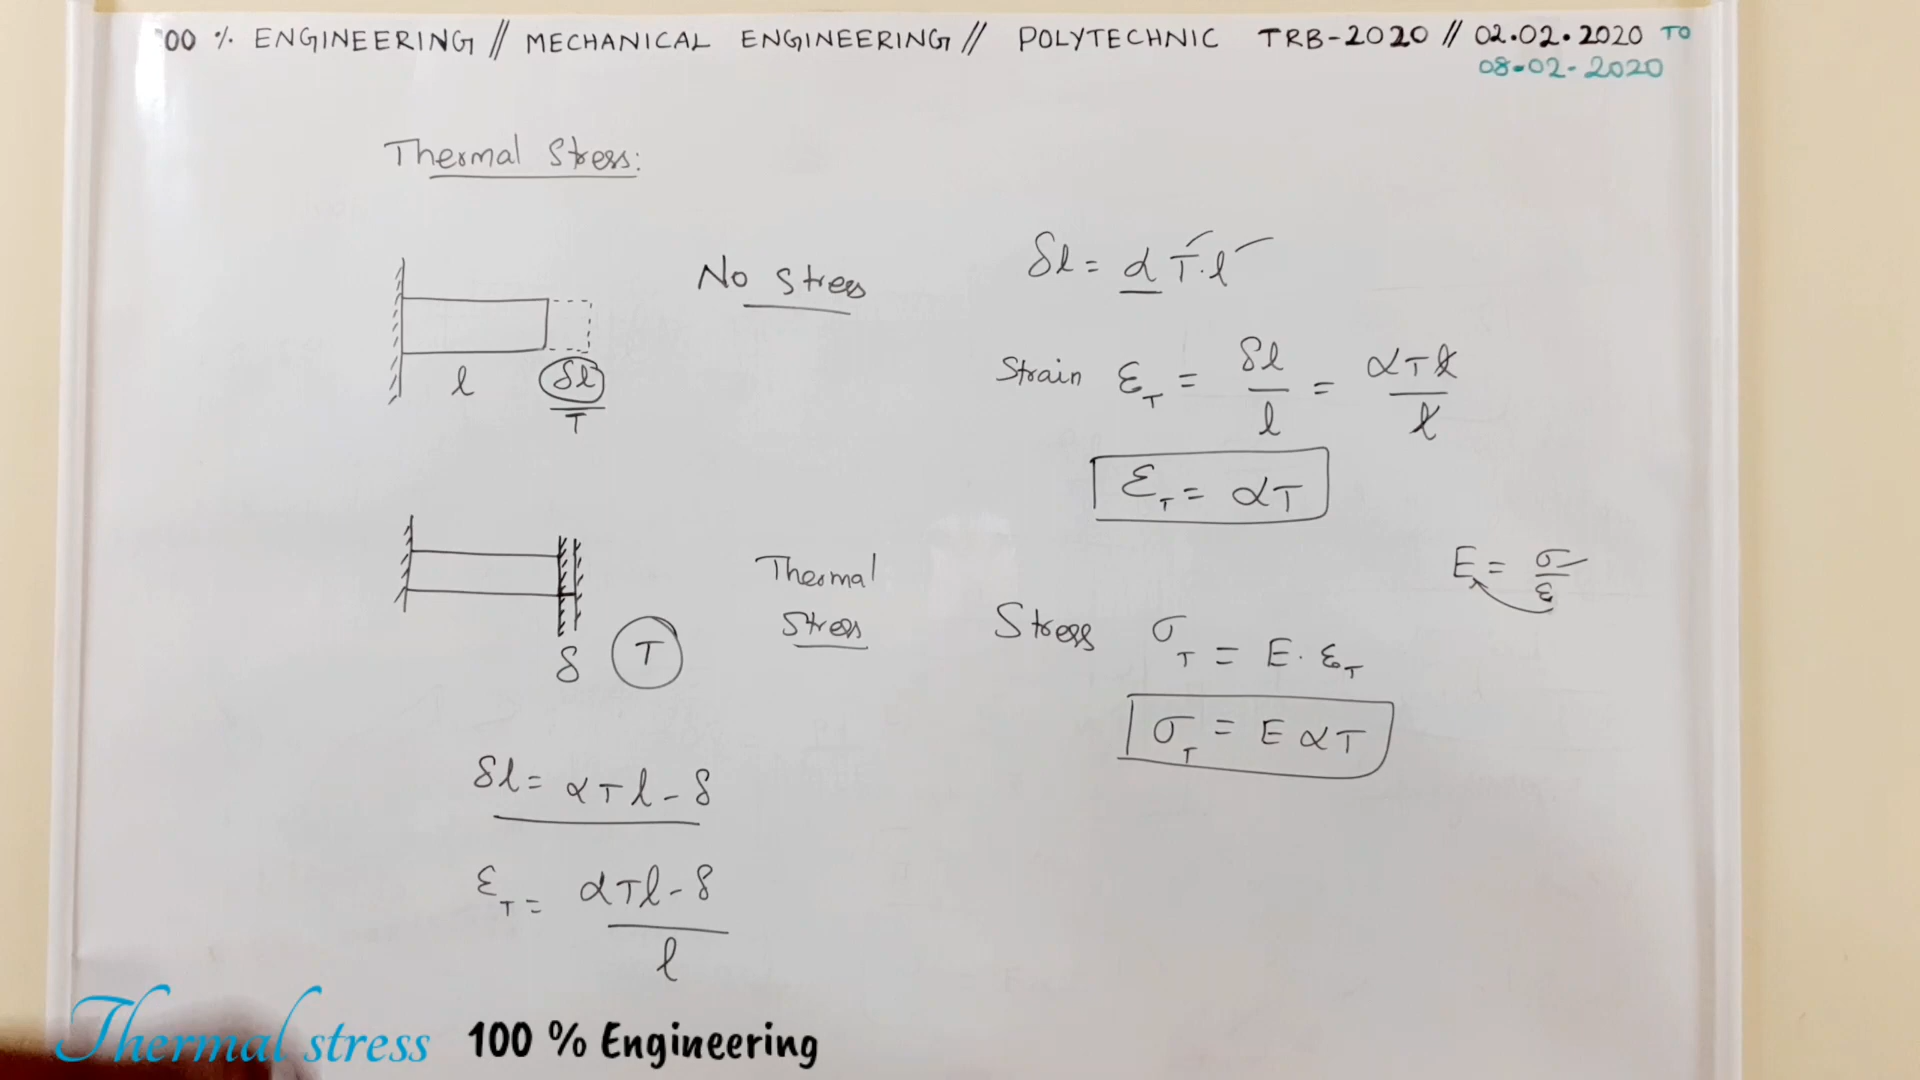 00 % ENGINEERING // MECHANICAL ENGINEERING // POLYTECHNIC TRB-2020 // 02.02.2020 TO
08-02-2020
Thermal Stress:
No Stress
l
δl
T
δl = α T.l
Strain ε_T = δl/l = αTl/l
ε_T = αT
Thermal
Stress
δ
T
E = σ/ε
Stress σ_T = E. ε_T
σ_T = E αT
δl = αTl - δ
ε_T = αTl - δ
l
Thermal stress 100 % Engineering